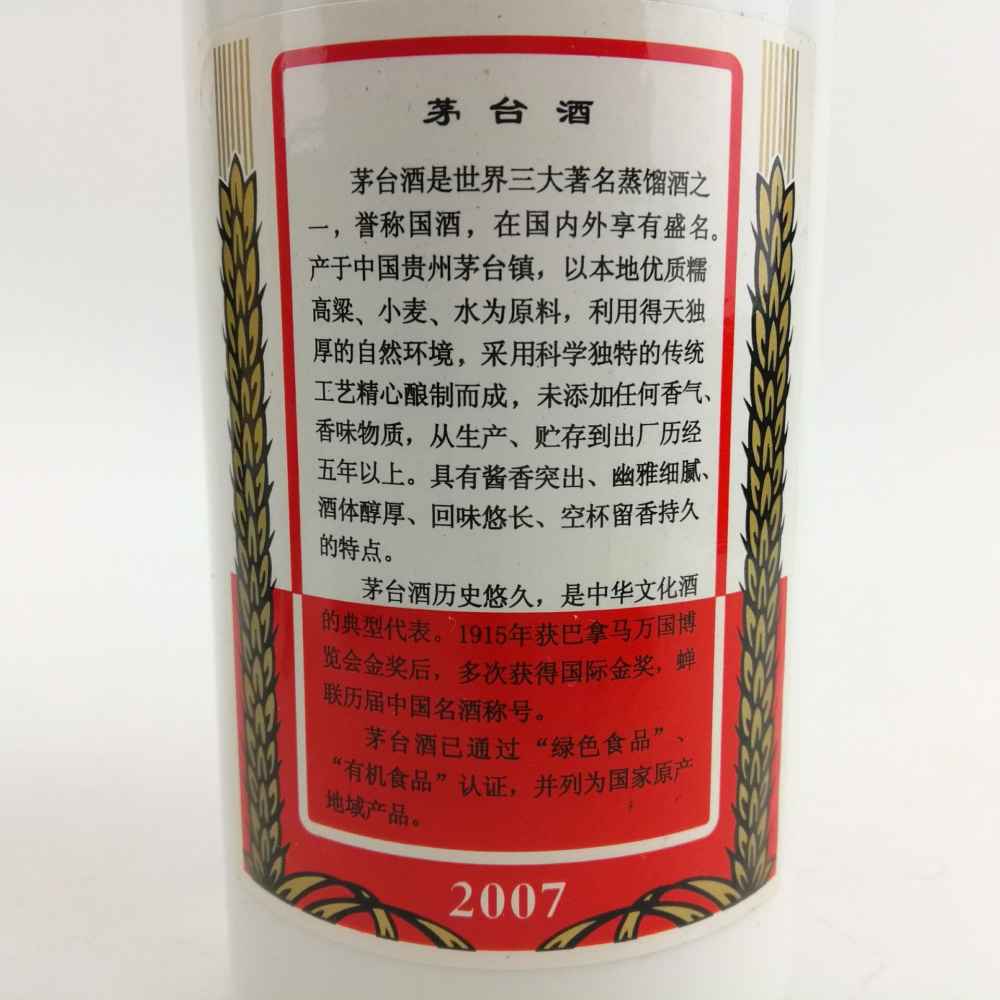 茅台酒
茅台酒是世界三大著名蒸馏酒之
一，誉称国酒，在国内外享有盛名。
产于中国贵州茅台镇，以本地优质糯
高粱、小麦、水为原料，利用得天独
厚的自然环境，采用科学独特的传统
工艺精心酿制而成，未添加任何香气、
香味物质，从生产、贮存到出厂历经
五年以上。具有酱香突出、幽雅细腻、
酒体醇厚、回味悠长、空杯留香持久
的特点。
茅台酒历史悠久，是中华文化酒
的典型代表。1915年获巴拿马万国博
览会金奖后，多次获得国际金奖，蝉
联历届中国名酒称号。
茅台酒已通过“绿色食品”、
“有机食品”认证，并列为国家原产
地域产品。
2007